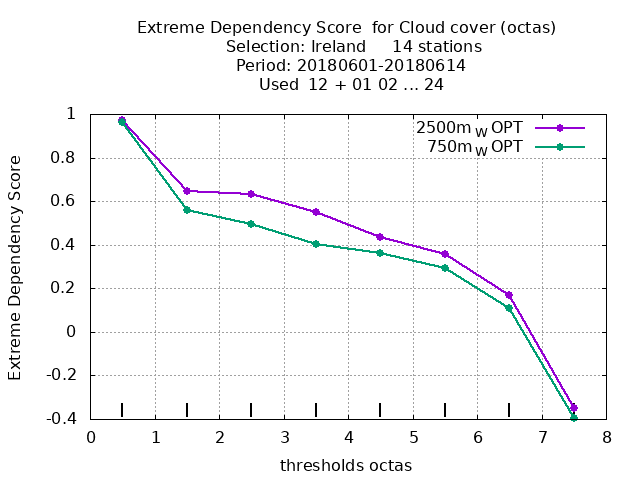 Extreme Dependency Score  for Cloud cover (octas)
Selection: Ireland     14 stations
Period: 20180601-20180614
Used  12 + 01 02 ... 24
2500m W OPT
750m W OPT
Extreme Dependency Score
1
0.8
0.6
0.4
0.2
0
-0.2
-0.4
0 1 2 3 4 5 6 7 8
thresholds octas